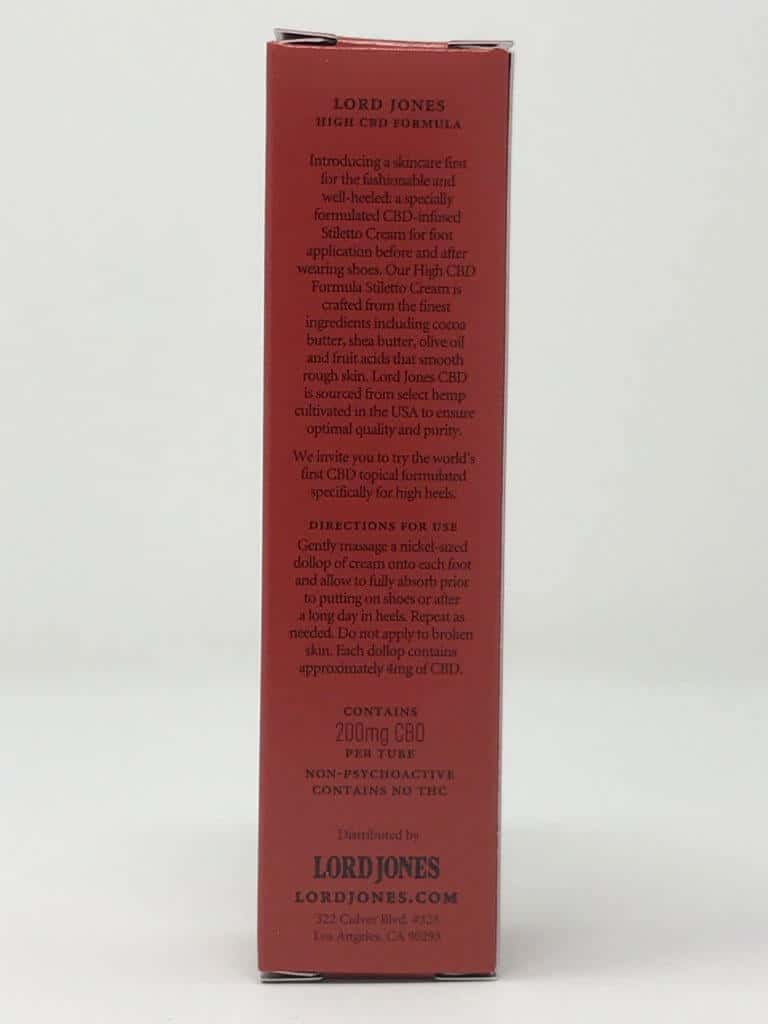 LORD JONES
HIGH CBD FORMULA
Introducing a skincare first
for the fashionable and
well-heeled: a specially
formulated CBD-infused
Stiletto Cream for foot
application before and after
wearing shoes. Our High CBD
Formula Stiletto Cream is
crafted from the finest
ingredients including cocoa
butter, shea butter, olive oil
and fruit acids that smooth
rough skin. Lord Jones CBD
is sourced from select hemp
cultivated in the USA to ensure
optimal quality and purity.
We invite you to try the world's
first CBD topical formulated
specifically for high heels.
DIRECTIONS FOR USE
Gently massage a nickel-sized
dollop of cream onto each foot
and allow to fully absorb prior
to putting on shoes or after
a long day in heels. Repeat as
needed. Do not apply to broken
skin. Each dollop contains
approximately 4mg of CBD.
CONTAINS
200mg CBD
PER TUBE
NON-PSYCHOACTIVE
CONTAINS NO THC
Distributed by
LORD JONES
LORDJONES.COM
322 Culver Blvd. #325
Los Angeles, CA 90293